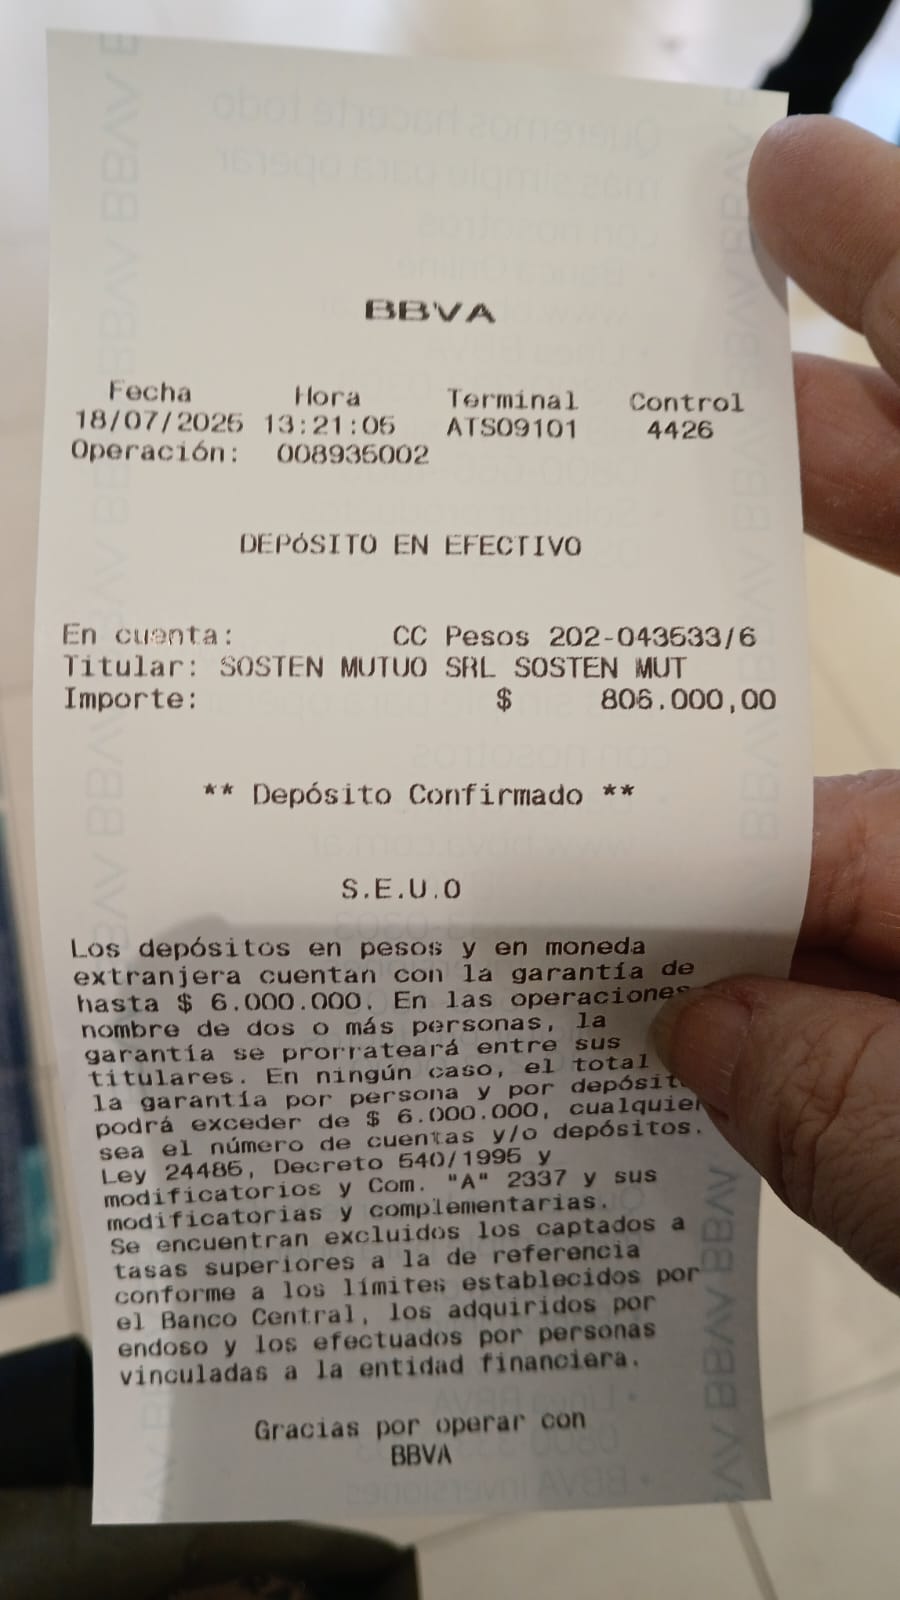 BBVA
Fecha Hora Terminal Control
18/07/2025 13:21:05 ATS09101 4426
Operación: 008935002
DEPóSITO EN EFECTIVO
En cuenta: CC Pesos 202-043533/6
Titular: SOSTEN MUTUO SRL SOSTEN MUT
Importe: $ 806.000,00
** Depósito Confirmado **
S.E.U.O
Los depósitos en pesos y en moneda
extranjera cuentan con la garantía de
hasta $ 6.000.000. En las operaciones
nombre de dos o más personas, la
garantía se prorrateará entre sus
titulares. En ningún caso, el total
la garantía por persona y por depósit
podrá exceder de $ 6.000.000, cualquier
sea el número de cuentas y/o depósitos.
Ley 24485, Decreto 540/1995 y
modificatorios y Com. "A" 2337 y sus
modificatorias y complementarias.
Se encuentran excluidos los captados a
tasas superiores a la de referencia
conforme a los límites establecidos por
el Banco Central, los adquiridos por
endoso y los efectuados por personas
vinculadas a la entidad financiera.
Gracias por operar con
BBVA